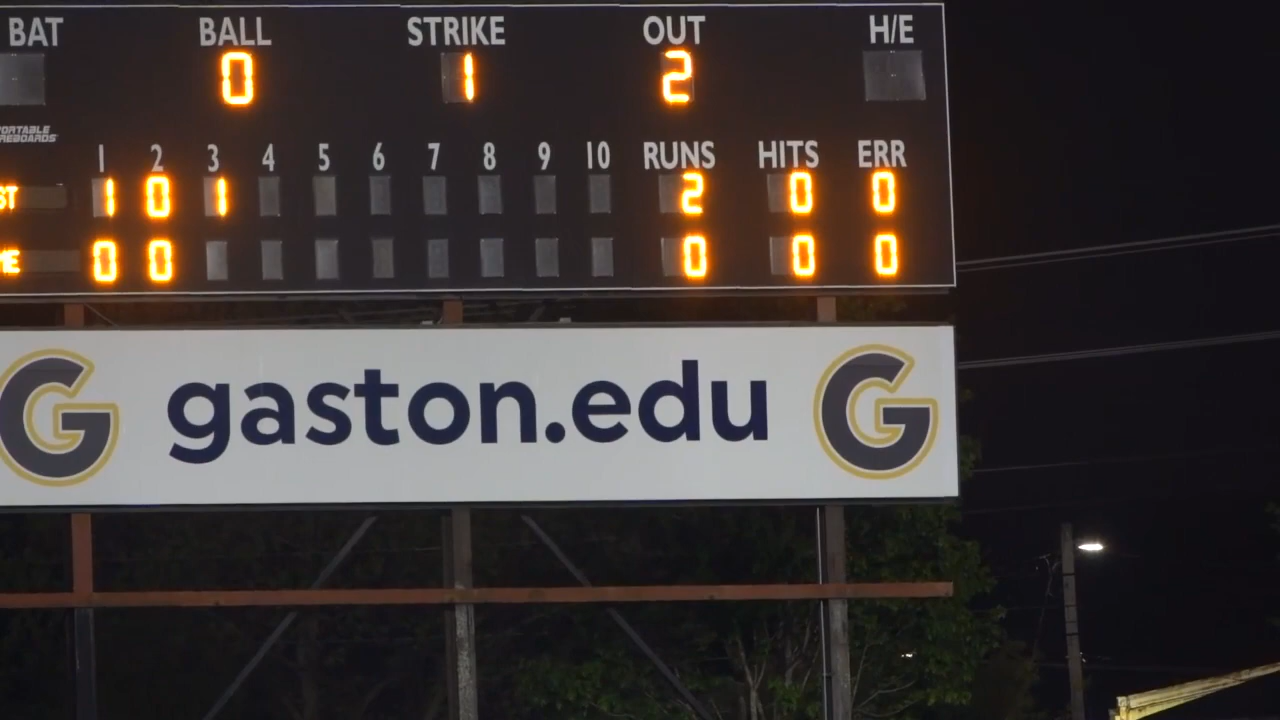 BAT BALL STRIKE OUT H/E
0 1 2
1 2 3 4 5 6 7 8 9 10 RUNS HITS ERR
1 0 1 2 0 0
0 0 0 0 0
G gaston.edu G